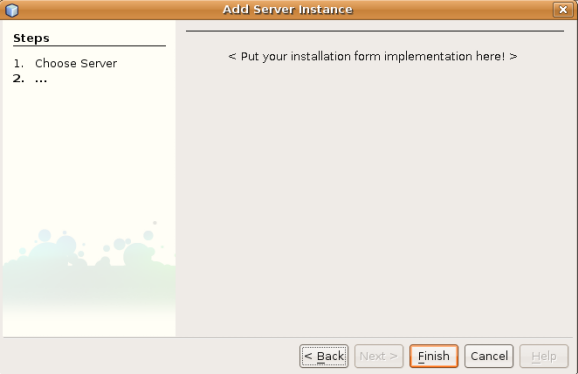 Add Server Instance
Steps
1. Choose Server
2. ...
< Put your installation form implementation here! >
< Back
Next >
Finish
Cancel
Help